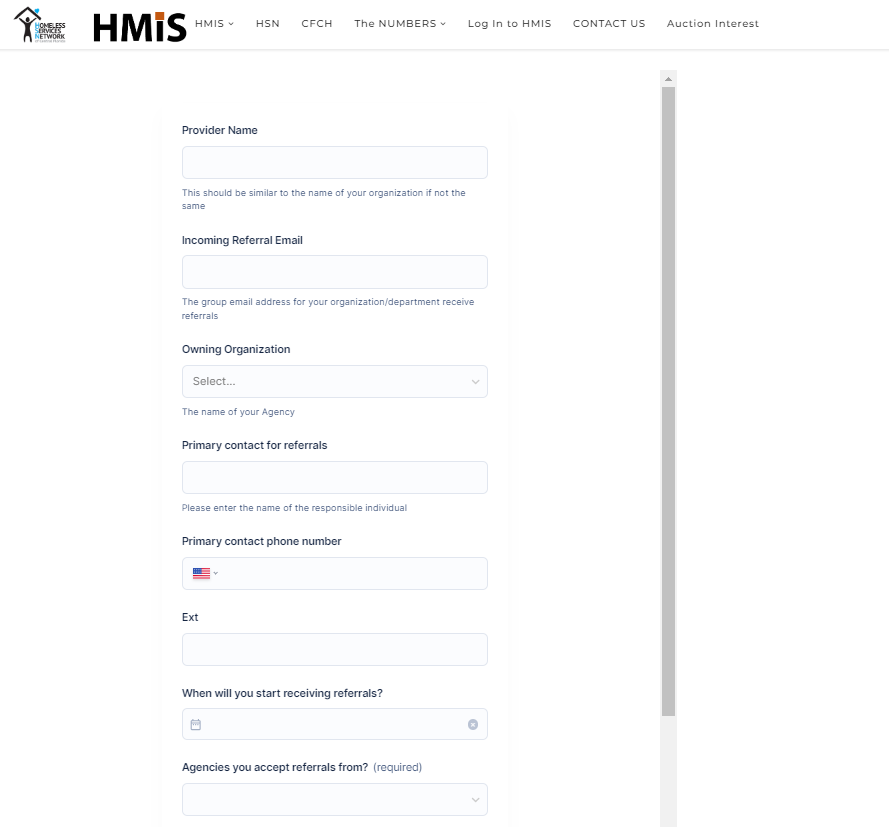 HOMELESS
SERVICES
NETWORK
HMIS
HMIS
HSN
CFCH
The NUMBERS
Log In to HMIS
CONTACT US
Auction Interest
Provider Name
This should be similar to the name of your organization if not the
same
Incoming Referral Email
The group email address for your organization/department receive
referrals
Owning Organization
Select...
The name of your Agency
Primary contact for referrals
Please enter the name of the responsible individual
Primary contact phone number
Ext
When will you start receiving referrals?
Agencies you accept referrals from? (required)